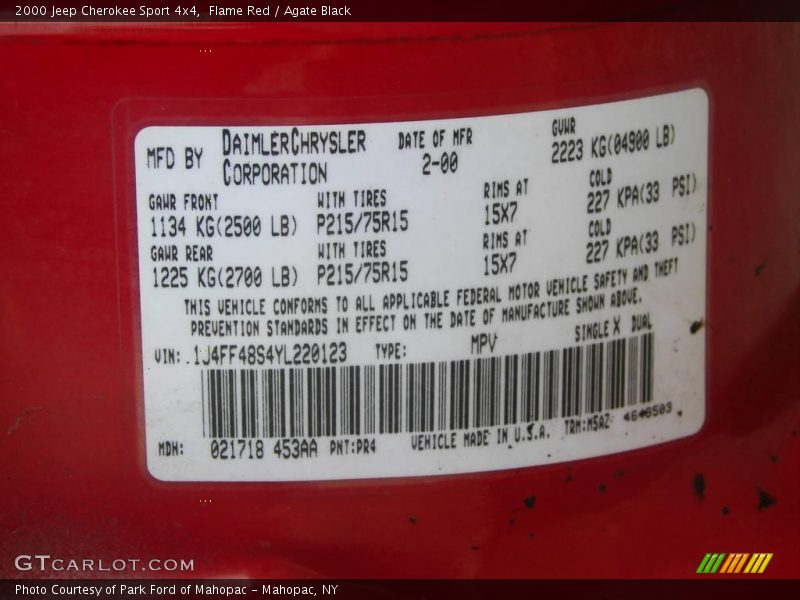 2000 Jeep Cherokee Sport 4x4,  Flame Red / Agate Black
MFD BY DAIMLERCHRYSLER CORPORATION
DATE OF MFR 2-00
GVWR 2223 KG(04900 LB)
GAWR FRONT WITH TIRES RIMS AT COLD
1134 KG(2500 LB) P215/75R15 15X7 227 KPA(33 PSI)
GAWR REAR WITH TIRES RIMS AT COLD
1225 KG(2700 LB) P215/75R15 15X7 227 KPA(33 PSI)
THIS VEHICLE CONFORMS TO ALL APPLICABLE FEDERAL MOTOR VEHICLE SAFETY AND THEFT
PREVENTION STANDARDS IN EFFECT ON THE DATE OF MANUFACTURE SHOWN ABOVE.
VIN: 1J4FF48S4YL220123 TYPE: MPV SINGLE X DUAL
MDH: 021718 453AA PNT:PR4 VEHICLE MADE IN U.S.A. TRM:M5AZ
GTCARLOT.COM
Photo Courtesy of Park Ford of Mahopac – Mahopac, NY